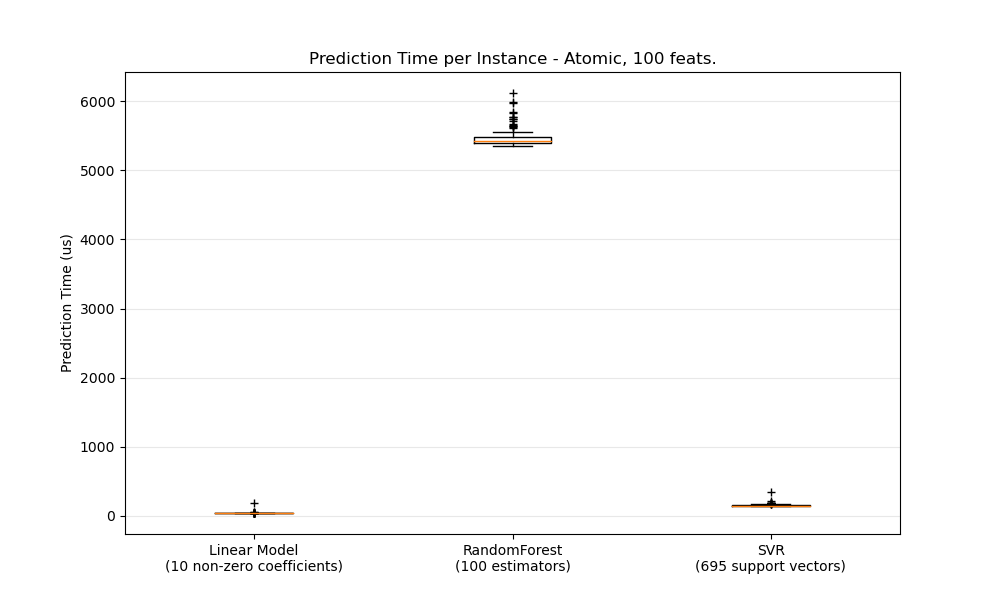 Prediction Time per Instance - Atomic, 100 feats.
Prediction Time (us)
6000
5000
4000
3000
2000
1000
0
Linear Model
(10 non-zero coefficients)
RandomForest
(100 estimators)
SVR
(695 support vectors)